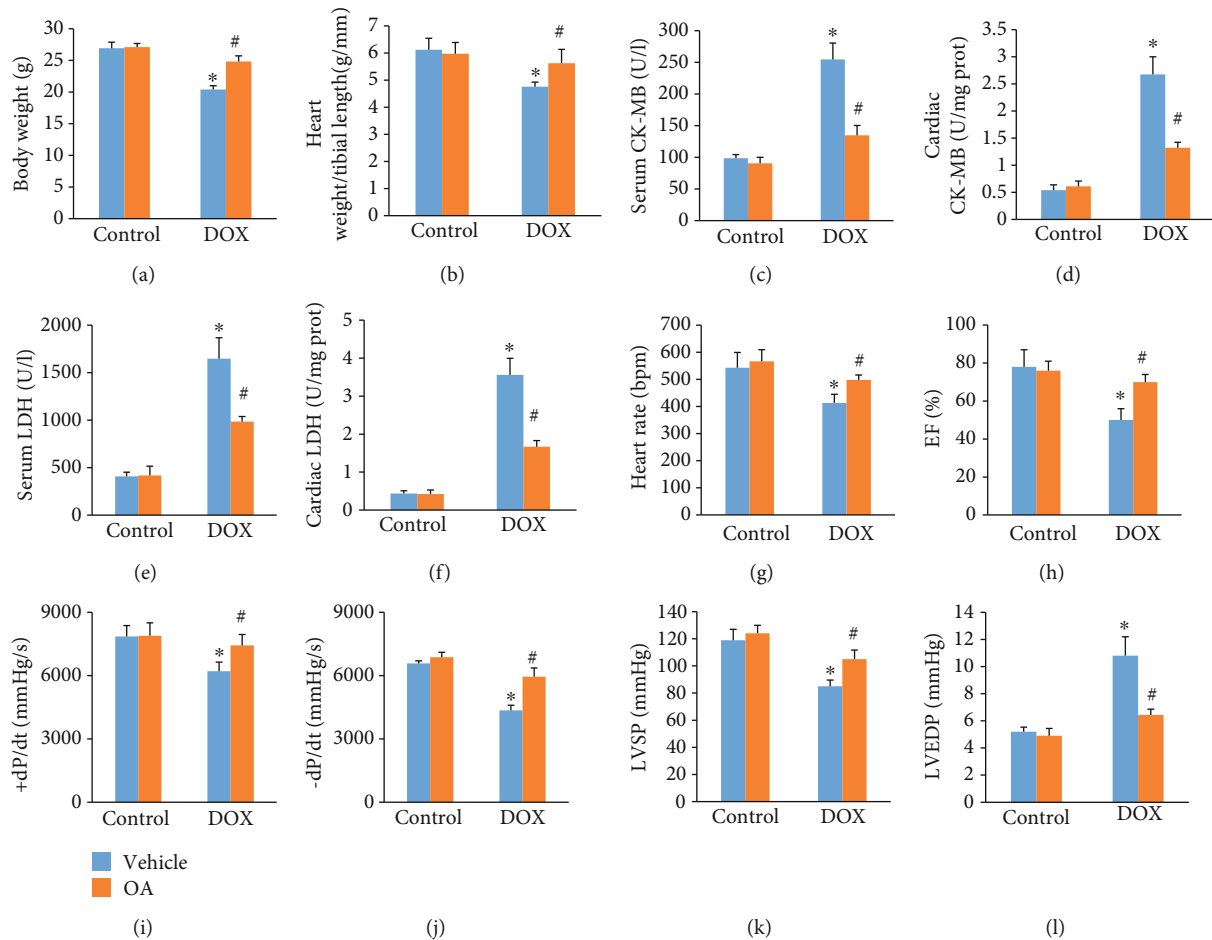 Body weight (g)
30
25
20
15
10
5
0
*
#
Control
DOX
(a)
Heart
weight/tibial length(g/mm)
7
6
5
4
3
2
1
0
*
#
Control
DOX
(b)
Serum CK-MB (U/l)
300
250
200
150
100
50
0
*
#
Control
DOX
(c)
Cardiac
CK-MB (U/mg prot)
3.5
3
2.5
2
1.5
1
0.5
0
*
#
Control
DOX
(d)
Serum LDH (U/l)
2000
1500
1000
500
0
*
#
Control
DOX
(e)
Cardiac LDH (U/mg prot)
5
4
3
2
1
0
*
#
Control
DOX
(f)
Heart rate (bpm)
700
600
500
400
300
200
100
0
*
#
Control
DOX
(g)
EF (%)
100
80
60
40
20
0
*
#
Control
DOX
(h)
+dP/dt (mmHg/s)
9000
6000
3000
0
*
#
Control
DOX
Vehicle
OA
(i)
-dP/dt (mmHg/s)
9000
6000
3000
0
*
#
Control
DOX
(j)
LVSP (mmHg)
140
120
100
80
60
40
20
0
*
#
Control
DOX
(k)
LVEDP (mmHg)
14
12
10
8
6
4
2
0
*
#
Control
DOX
(l)